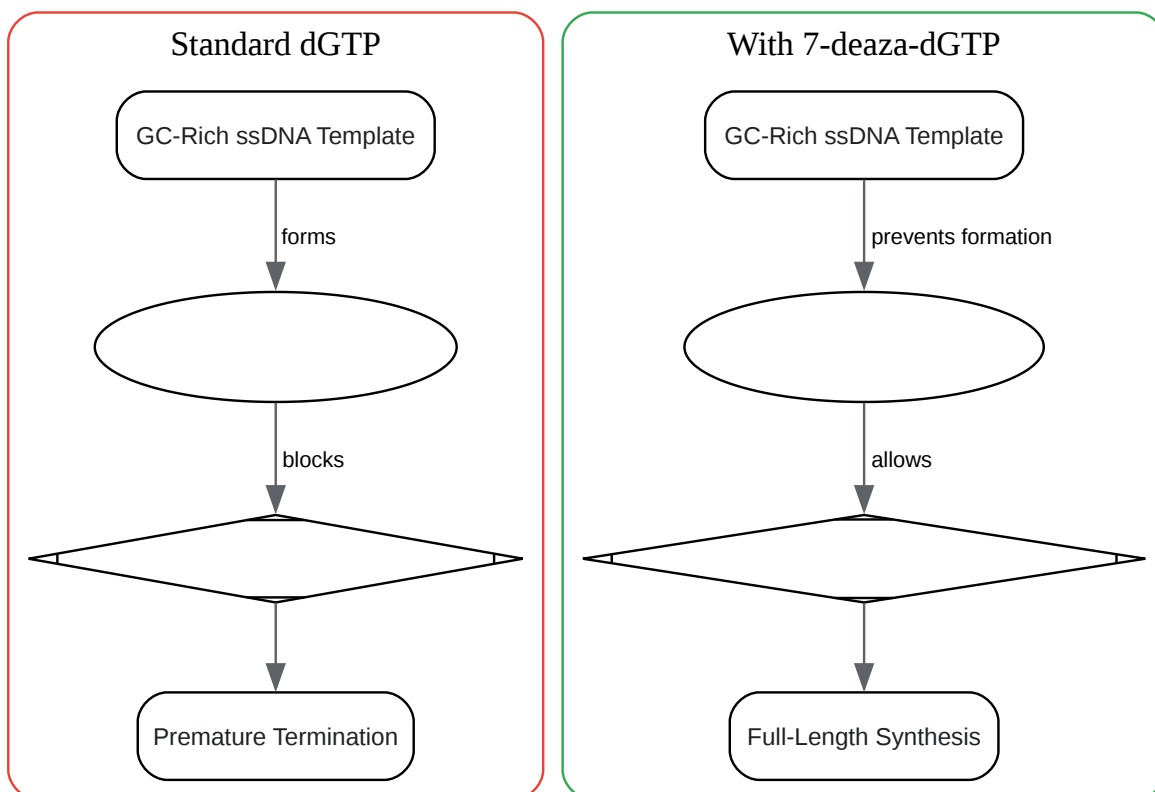 Standard dGTP
GC-Rich ssDNA Template
forms
blocks
Premature Termination
With 7-deaza-dGTP
GC-Rich ssDNA Template
prevents formation
allows
Full-Length Synthesis